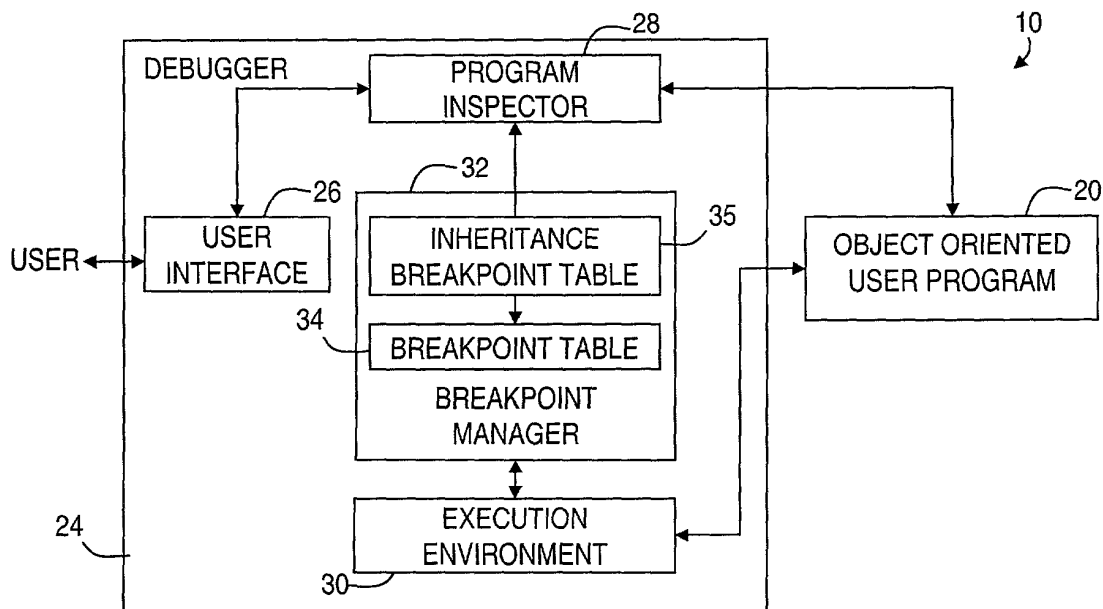 10
28
DEBUGGER
PROGRAM
INSPECTOR
32
26
35
20
USER
USER
INTERFACE
INHERITANCE
BREAKPOINT TABLE
OBJECT ORIENTED
USER PROGRAM
34
BREAKPOINT TABLE
BREAKPOINT
MANAGER
24
EXECUTION
ENVIRONMENT
30